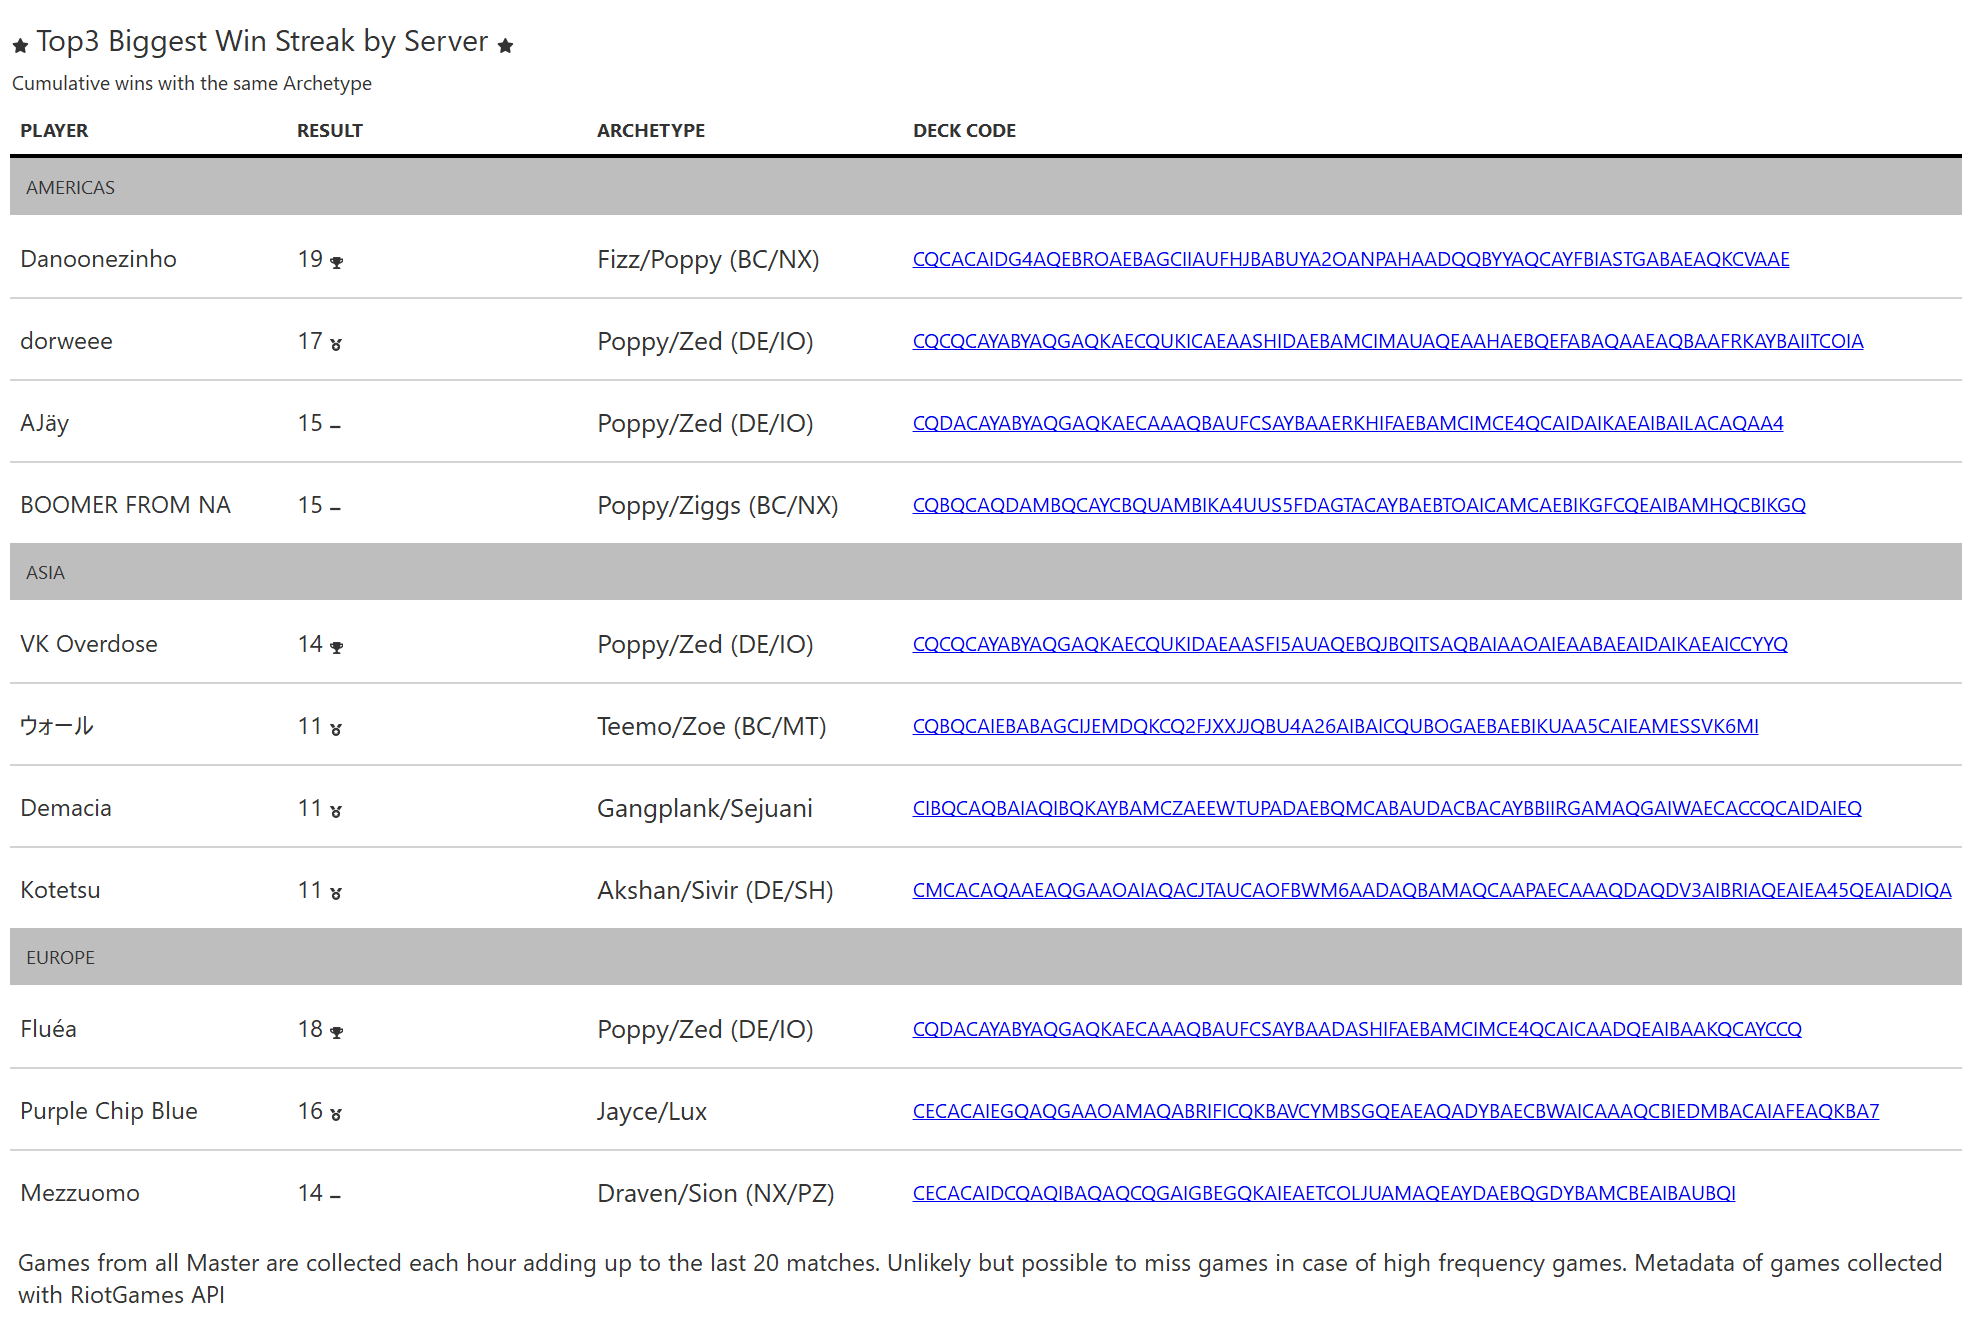 ★ Top3 Biggest Win Streak by Server ★
Cumulative wins with the same Archetype
PLAYER RESULT ARCHETYPE DECK CODE
AMERICAS
Danoonezinho 19 Fizz/Poppy (BC/NX) CQCACAIDG4AQEBROAEBAGCIIAUFHJBABUYA2OANPAHAADQQBYYAQCAYFBIASTGABAEAQKCVAAE
dorweee 17 Poppy/Zed (DE/IO) CQCQCAYABYAQGAQKAECQUKICAEAASHIDAEBAMCIMAUAQEAAHAEBQEFABAQAAEAQBAAFRKAYBAIITCOIA
AJäy 15 – Poppy/Zed (DE/IO) CQDACAYABYAQGAQKAECAAAQBAUFCSAYBAAERKHIFAEBAMCIMCE4QCAIDAIKAEAIBAILACAQAA4
BOOMER FROM NA 15 – Poppy/Ziggs (BC/NX) CQBQCAQDAMBQCAYCBQUAMBIKA4UUS5FDAGTACAYBAEBTOAICAMCAEBIKGFCQEAIBAMHQCBIKGQ
ASIA
VK Overdose 14 Poppy/Zed (DE/IO) CQCQCAYABYAQGAQKAECQUKIDAEAASFI5AUAQEBQJBQITSAQBAIAAOAIEAABAEAIDAIKAEAICCYYQ
ウォール 11 Teemo/Zoe (BC/MT) CQBQCAIEBABAGCIJEMDQKCQ2FJXXJJQBU4A26AIBAICQUBOGAEBAEBIKUAA5CAIEAMESSVK6MI
Demacia 11 Gangplank/Sejuani CIBQCAQBAIAQIBQKAYBAMCZAEEWTUPADAEBQMCABAUDACBACAYBBIIRGAMAQGAIWAECACCQCAIDAIEQ
Kotetsu 11 Akshan/Sivir (DE/SH) CMCACAQAAEAQGAAOAIAQACJTAUCAOFBWM6AADAQBAMAQCAAPAECAAAQDAQDV3AIBRIAQEAIEA45QEAIADIQA
EUROPE
Fluéa 18 Poppy/Zed (DE/IO) CQDACAYABYAQGAQKAECAAAQBAUFCSAYBAADASHIFAEBAMCIMCE4QCAICAADQEAIBAAKQCAYCCQ
Purple Chip Blue 16 Jayce/Lux CECACAIEGQAQGAAOAMAQABRIFICQKBAVCYMBSGQEAEAQADYBAECBWAICAAAQCBIEDMBACAIAFEAQKBA7
Mezzuomo 14 – Draven/Sion (NX/PZ) CECACAIDCQAQIBAQAQCQGAIGBEGQKAIEAETCOLJUAMAQEAYDAEBQGDYBAMCBEAIBAUBQI
Games from all Master are collected each hour adding up to the last 20 matches. Unlikely but possible to miss games in case of high frequency games. Metadata of games collected
with RiotGames API